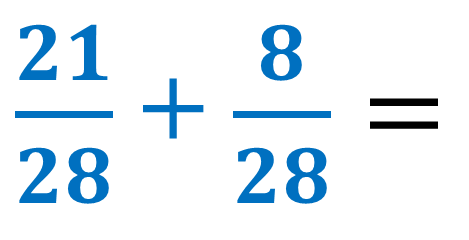 21/28 + 8/28 =